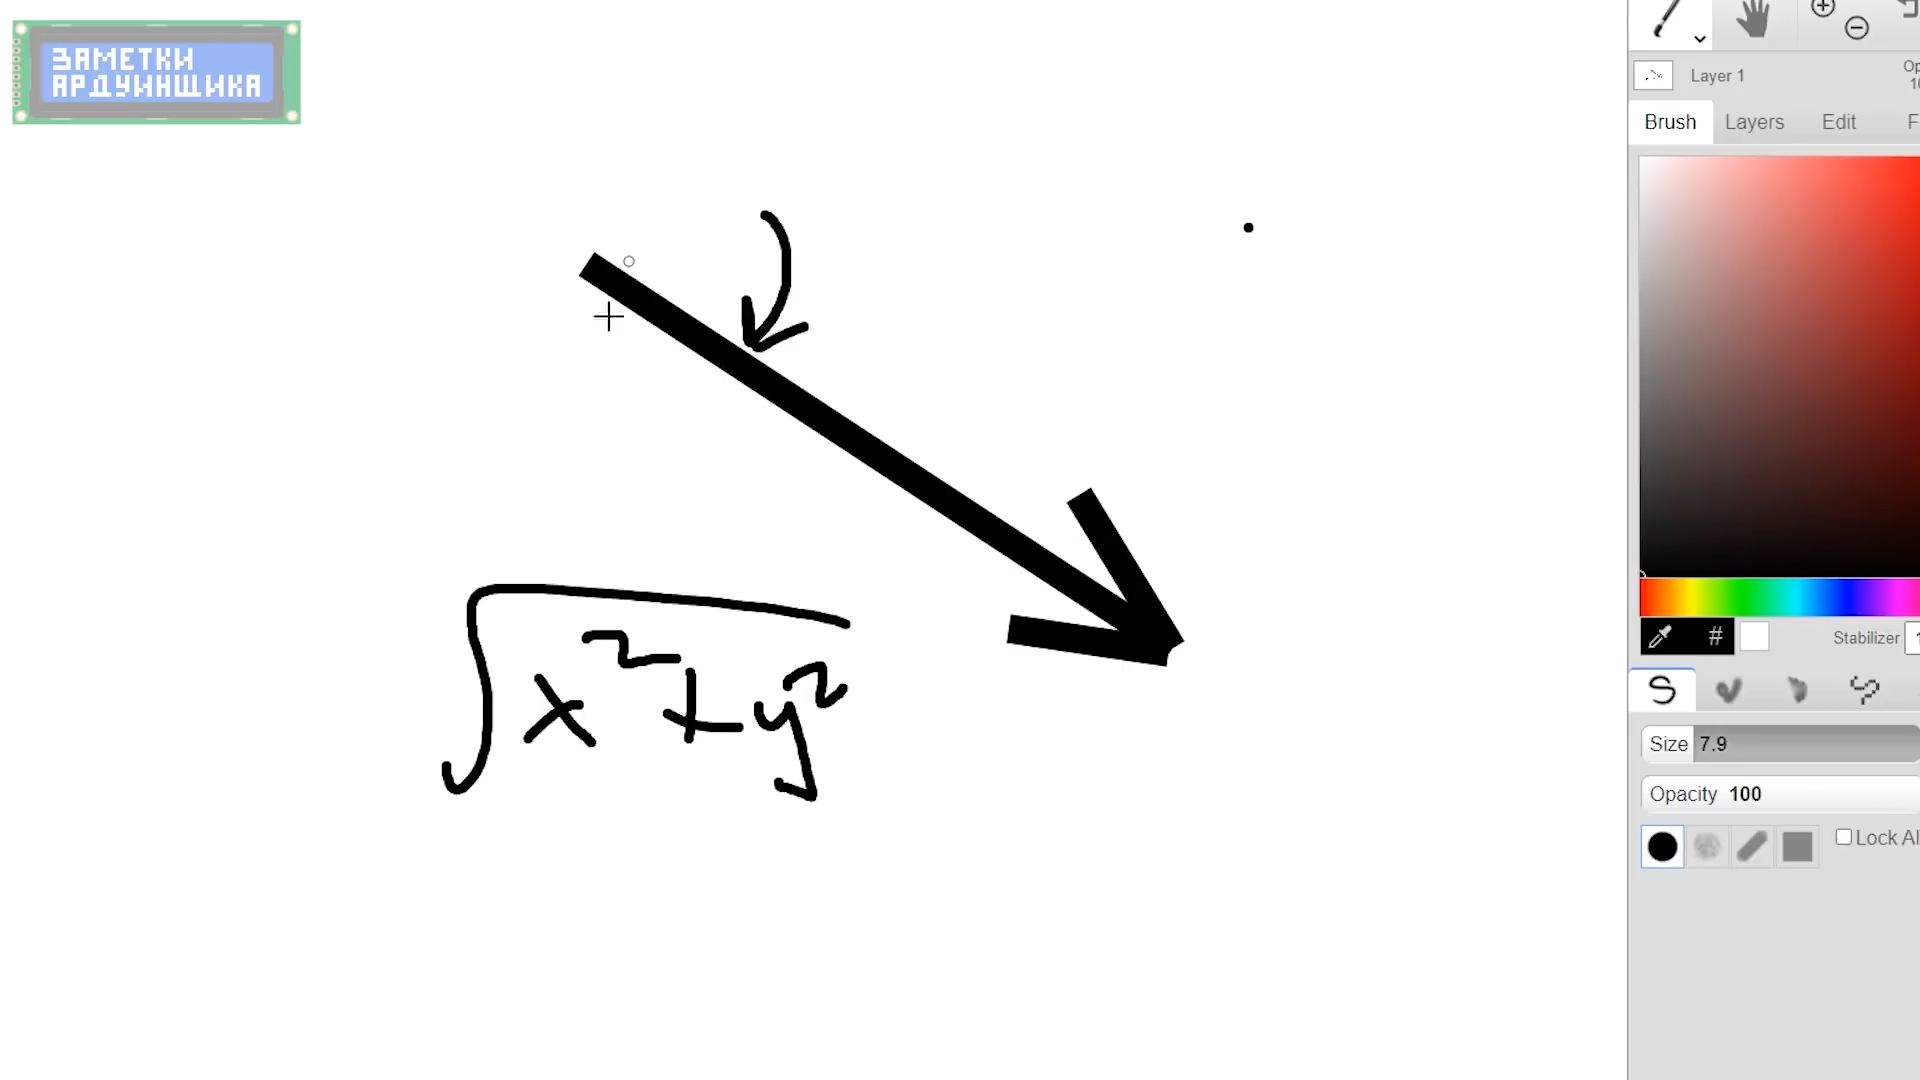 ЗАМЕТКИ
АРДУИНЩИКА
√x²+y²
Layer 1
Brush Layers Edit
# Stabilizer
Size 7.9
Opacity 100
Lock Al